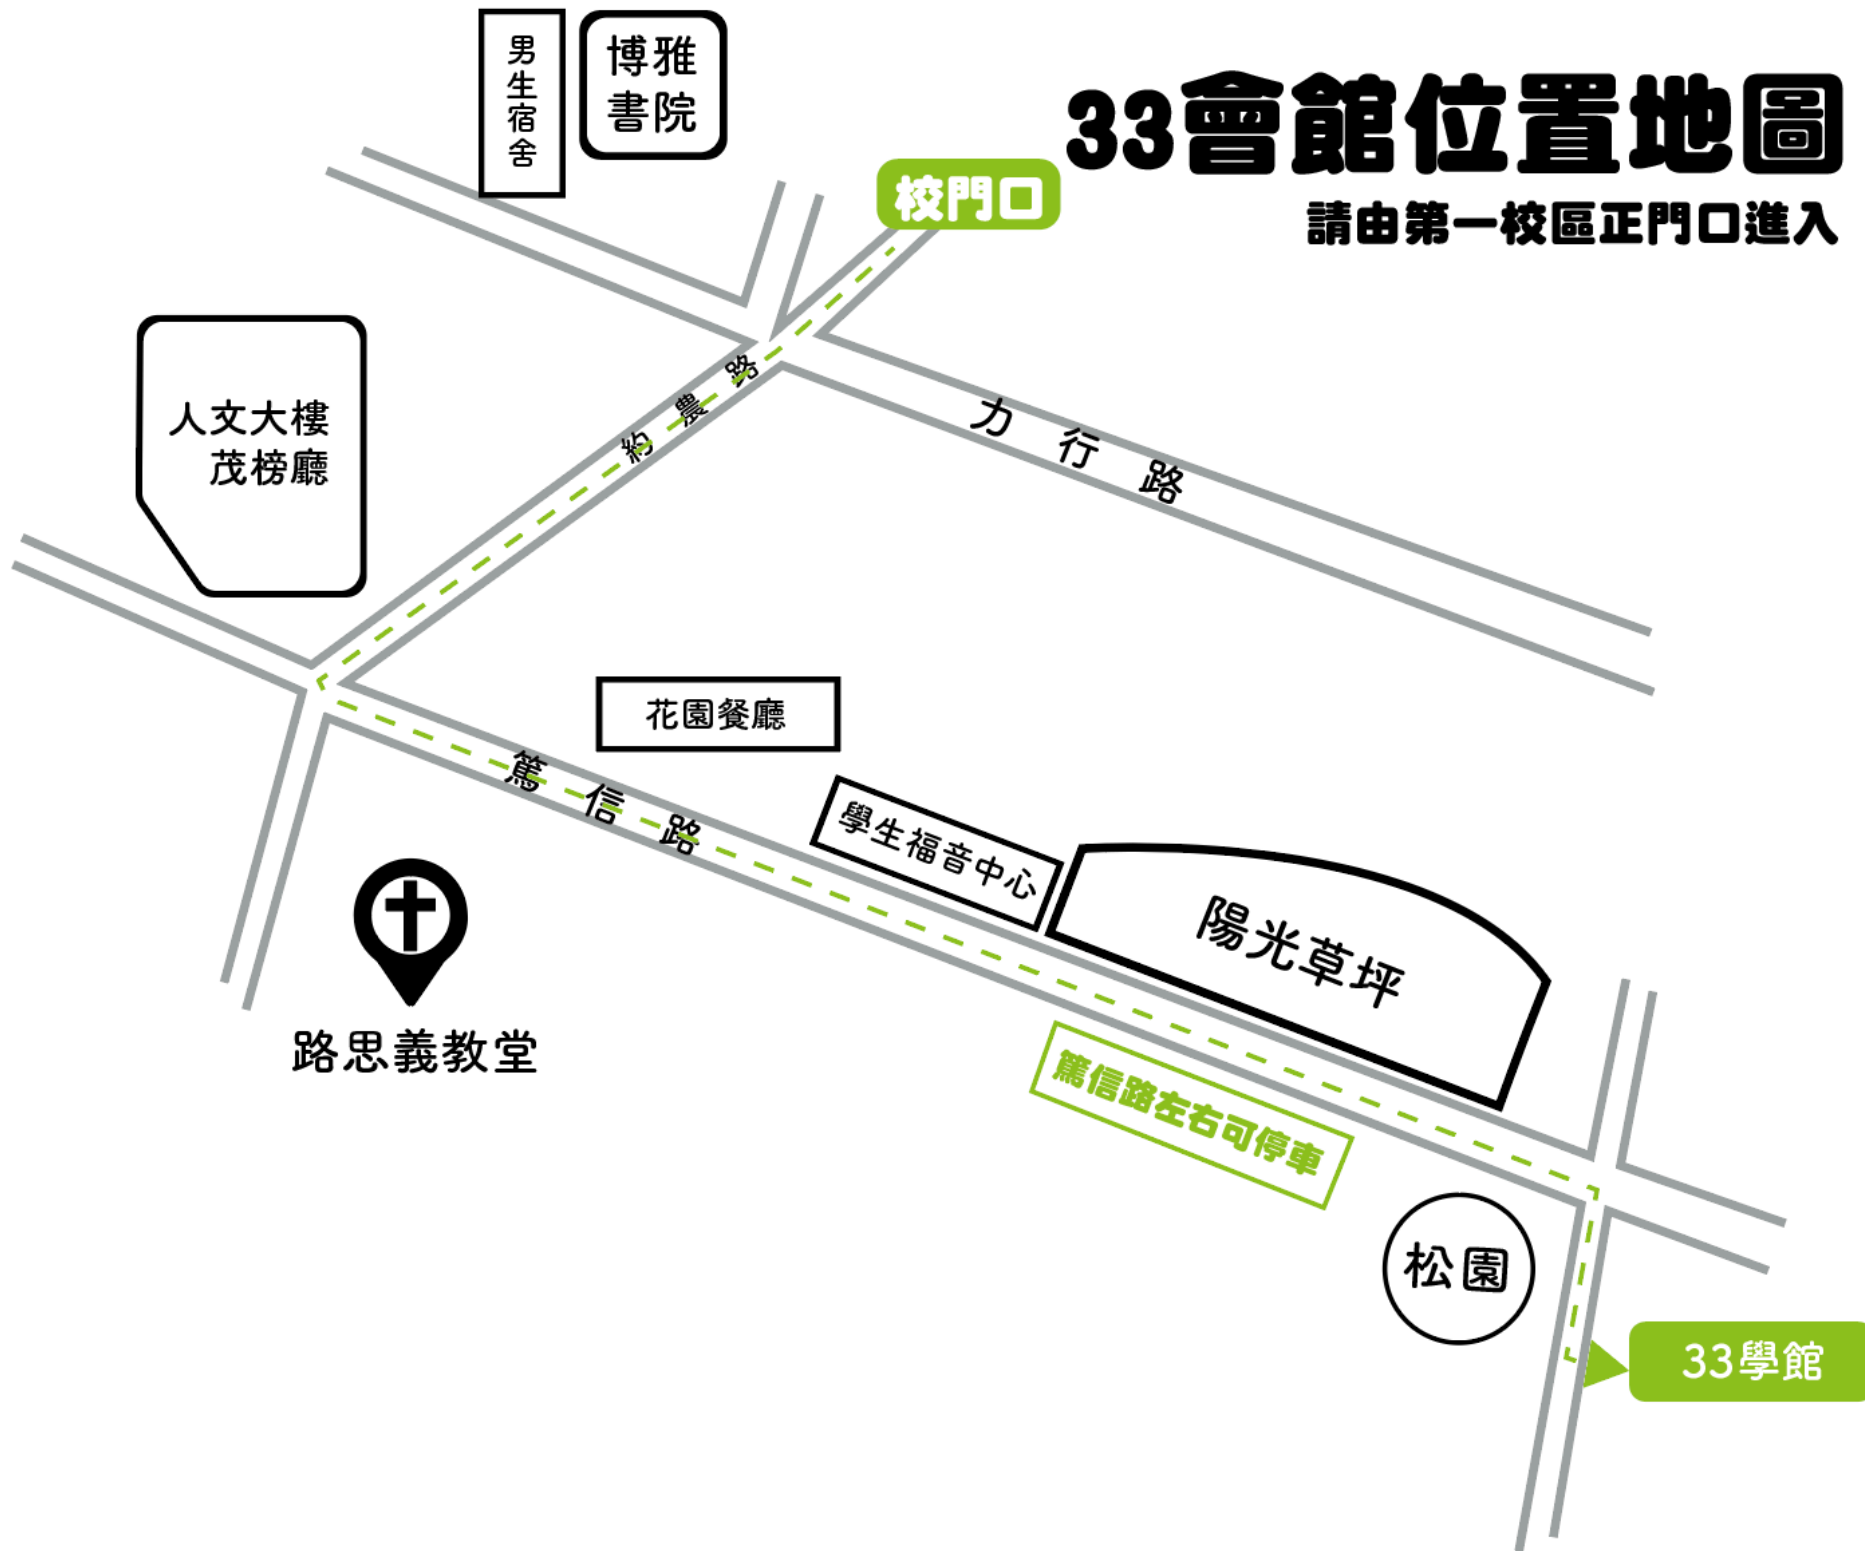 男生宿舍
博雅
書院
33會館位置地圖
校門口
請由第一校區正門口進入
人文大樓
茂榜廳
約農路
力行路
花園餐廳
篤信路
學生福音中心
陽光草坪
路思義教堂
篤信路左右可停車
松園
33學館